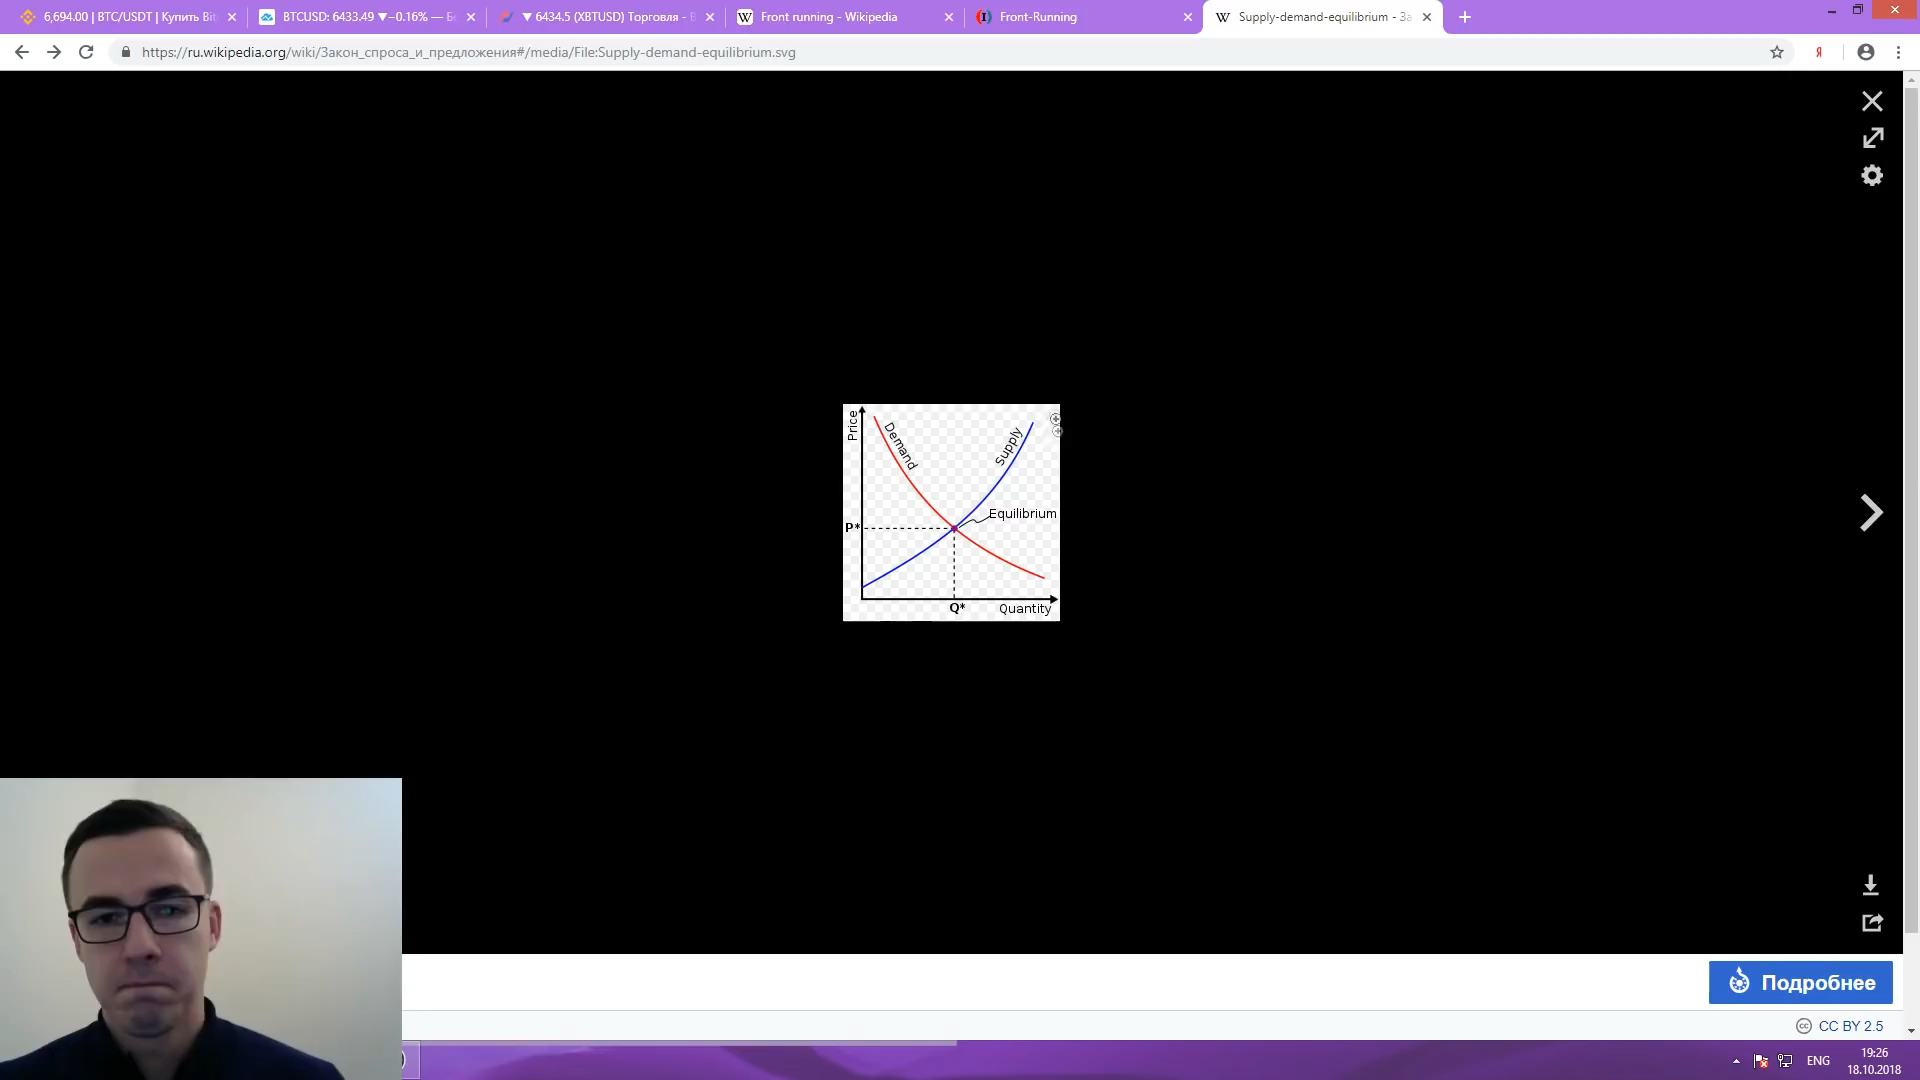 6,694.00 | BTC/USDT | Купить Bit
BTCUSD: 6433.49 ▼−0.16% — Бе
▼ 6434.5 (XBTUSD) Торговля - B
Front running - Wikipedia
Front-Running
Supply-demand-equilibrium - За
https://ru.wikipedia.org/wiki/Закон_спроса_и_предложения#/media/File:Supply-demand-equilibrium.svg
Price
Demand
Supply
Equilibrium
P*
Q*
Quantity
Подробнее
CC BY 2.5
ENG
19:26
18.10.2018